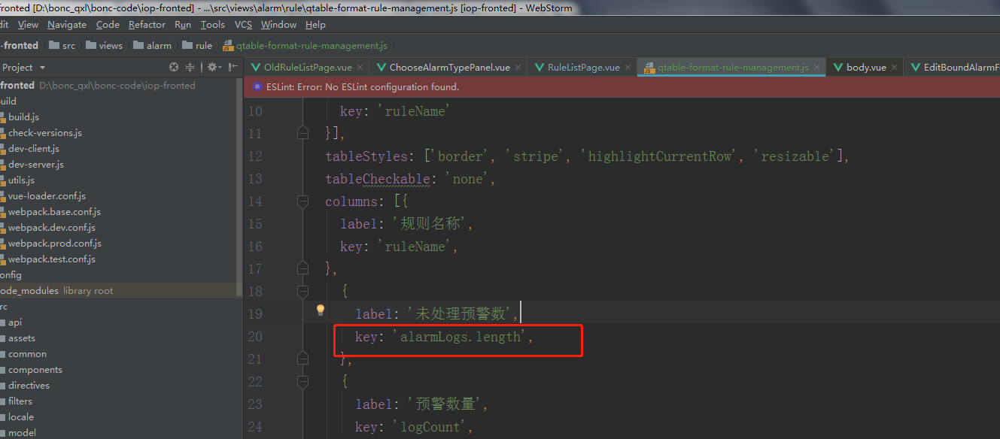 fronted [D:\bonc_qxl\bonc-code\iop-fronted] - ...\src\views\alarm\rule\qtable-format-rule-management.js [iop-fronted] - WebStorm
dit View Navigate Code Refactor Run Tools VCS Window Help
-fronted src views alarm rule qtable-format-rule-management.js
Project OldRuleListPage.vue ChooseAlarmTypePanel.vue RuleListPage.vue qtable-format-rule-management.js body.vue EditBoundAlarmF
fronted D:\bonc_qxl\bonc-code\iop-fronted
ESLint: Error: No ESLint configuration found.
uild
build.js
check-versions.js
dev-client.js
dev-server.js
utils.js
vue-loader.conf.js
webpack.base.conf.js
webpack.dev.conf.js
webpack.prod.conf.js
webpack.test.conf.js
onfig
ode_modules library root
rc
api
assets
common
components
directives
filters
locale
model
10 key: 'ruleName'
11 }],
12 tableStyles: ['border', 'stripe', 'highlightCurrentRow', 'resizable'],
13 tableCheckable: 'none',
14 columns: [{
15 label: '规则名称',
16 key: 'ruleName',
17 },
18 {
19 label: '未处理预警数',
20 key: 'alarmLogs.length',
21 },
22 {
23 label: '预警数量',
24 key: 'logCount',